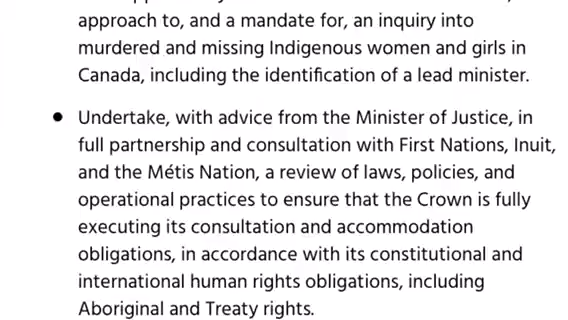 approach to, and a mandate for, an inquiry into
murdered and missing Indigenous women and girls in
Canada, including the identification of a lead minister.
• Undertake, with advice from the Minister of Justice, in
full partnership and consultation with First Nations, Inuit,
and the Métis Nation, a review of laws, policies, and
operational practices to ensure that the Crown is fully
executing its consultation and accommodation
obligations, in accordance with its constitutional and
international human rights obligations, including
Aboriginal and Treaty rights.